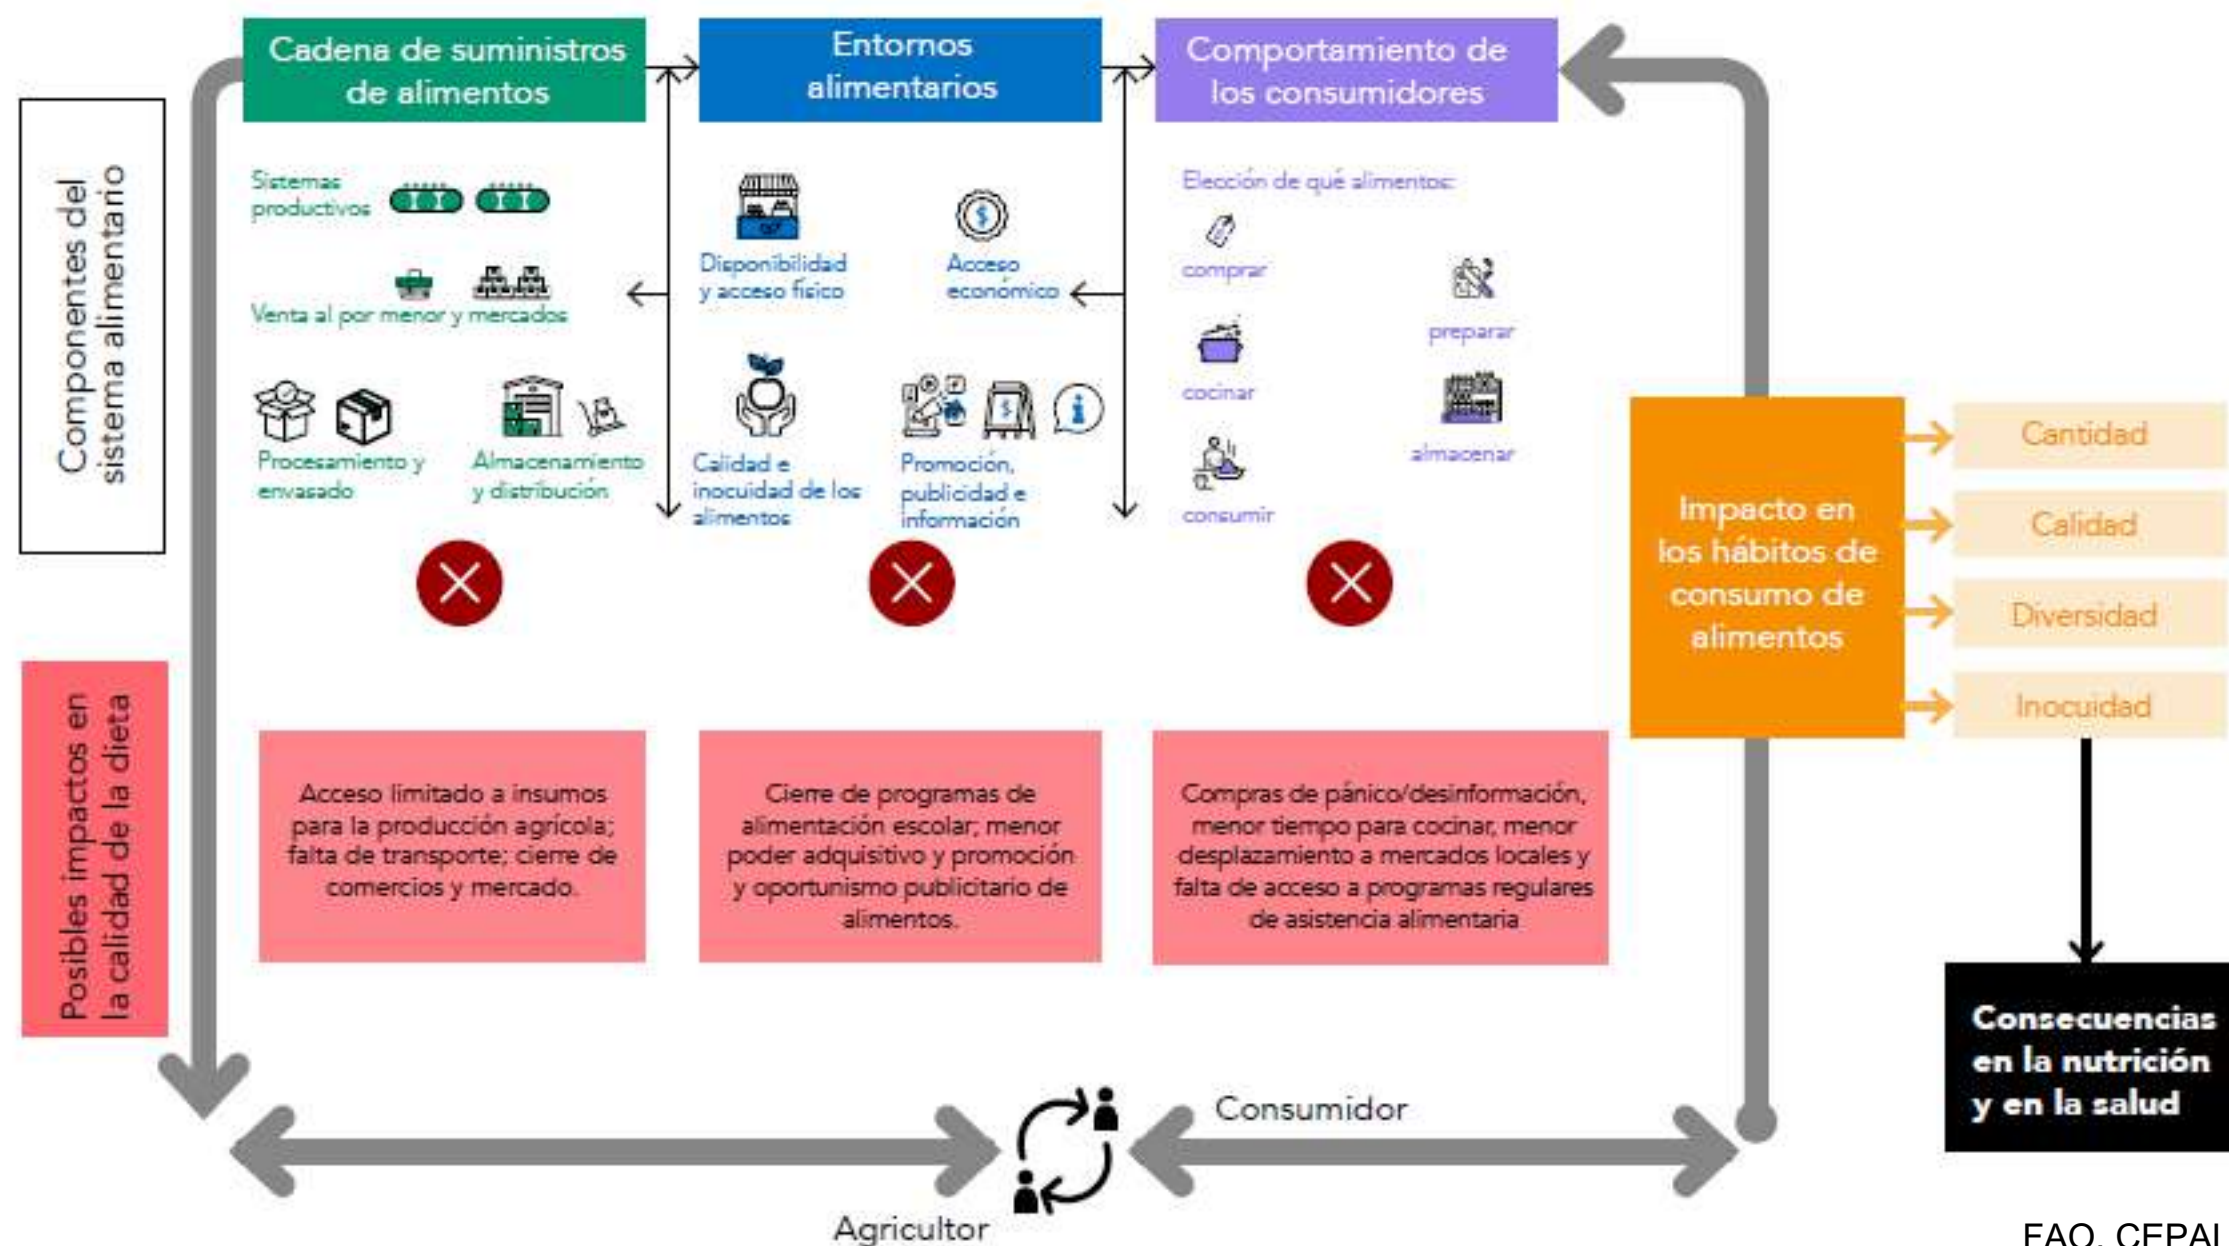 Cadena de suministros
de alimentos
Entornos
alimentarios
Comportamiento de
los consumidores
Componentes del
sistema alimentario
Sistemas
productivos
Venta al por menor y mercados
Procesamiento y
envasado
Almacenamiento
y distribución
Disponibilidad
y acceso físico
Acceso
económico
Calidad e
inocuidad de los
alimentos
Promoción,
publicidad e
información
Elección de qué alimentos:
comprar
preparar
cocinar
almacenar
consumir
Impacto en
los hábitos de
consumo de
alimentos
Cantidad
Calidad
Diversidad
Inocuidad
Posibles impactos en
la calidad de la dieta
Acceso limitado a insumos
para la producción agrícola;
falta de transporte; cierre de
comercios y mercado.
Cierre de programas de
alimentación escolar; menor
poder adquisitivo y promoción
y oportunismo publicitario de
alimentos.
Compras de pánico/desinformación,
menor tiempo para cocinar, menor
desplazamiento a mercados locales y
falta de acceso a programas regulares
de asistencia alimentaria
Consecuencias
en la nutrición
y en la salud
Consumidor
Agricultor
FAO, CEPAL